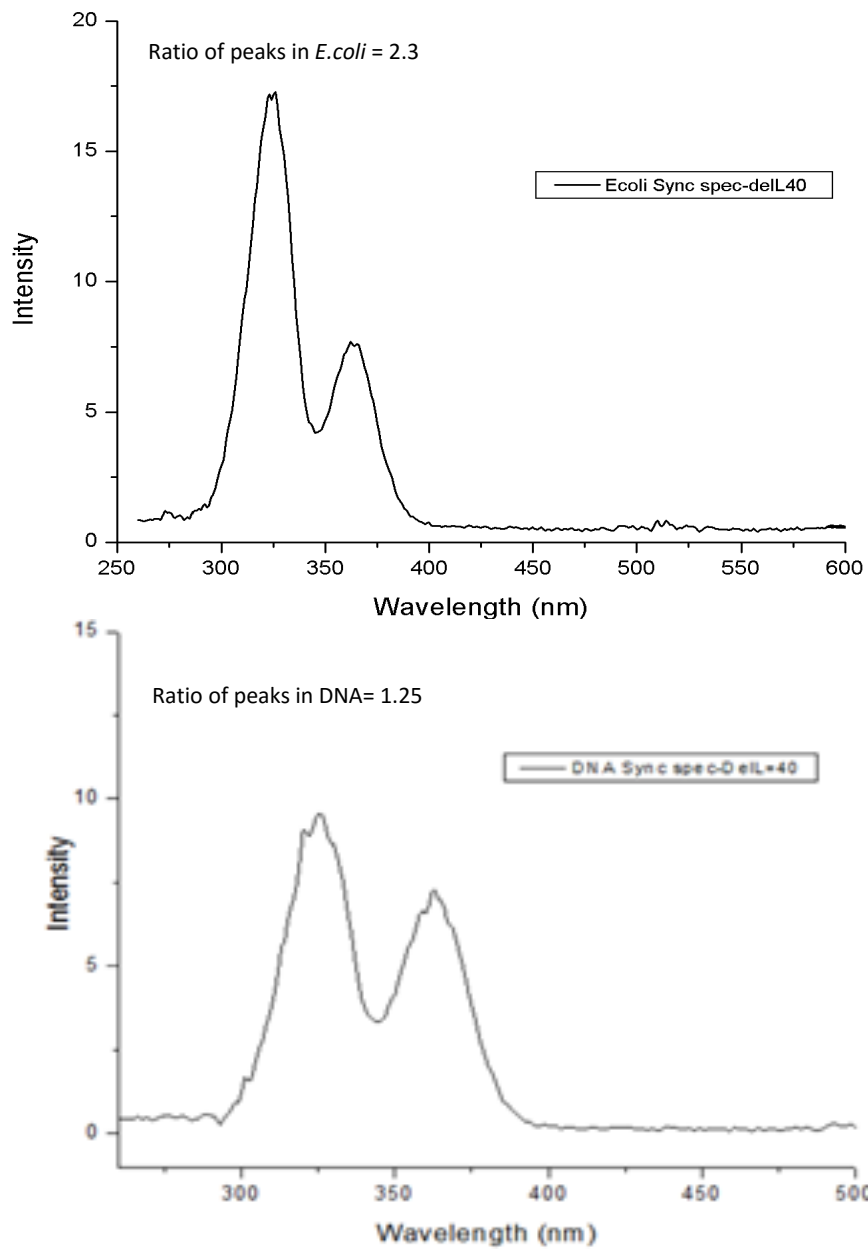 20
Ratio of peaks in E.coli = 2.3
15
Ecoli Sync spec-delL40
Intensity
10
5
0
250 300 350 400 450 500 550 600
Wavelength (nm)
15
Ratio of peaks in DNA= 1.25
DNA Sync spec-DelL=40
10
Intensity
5
0
300 350 400 450 500
Wavelength (nm)